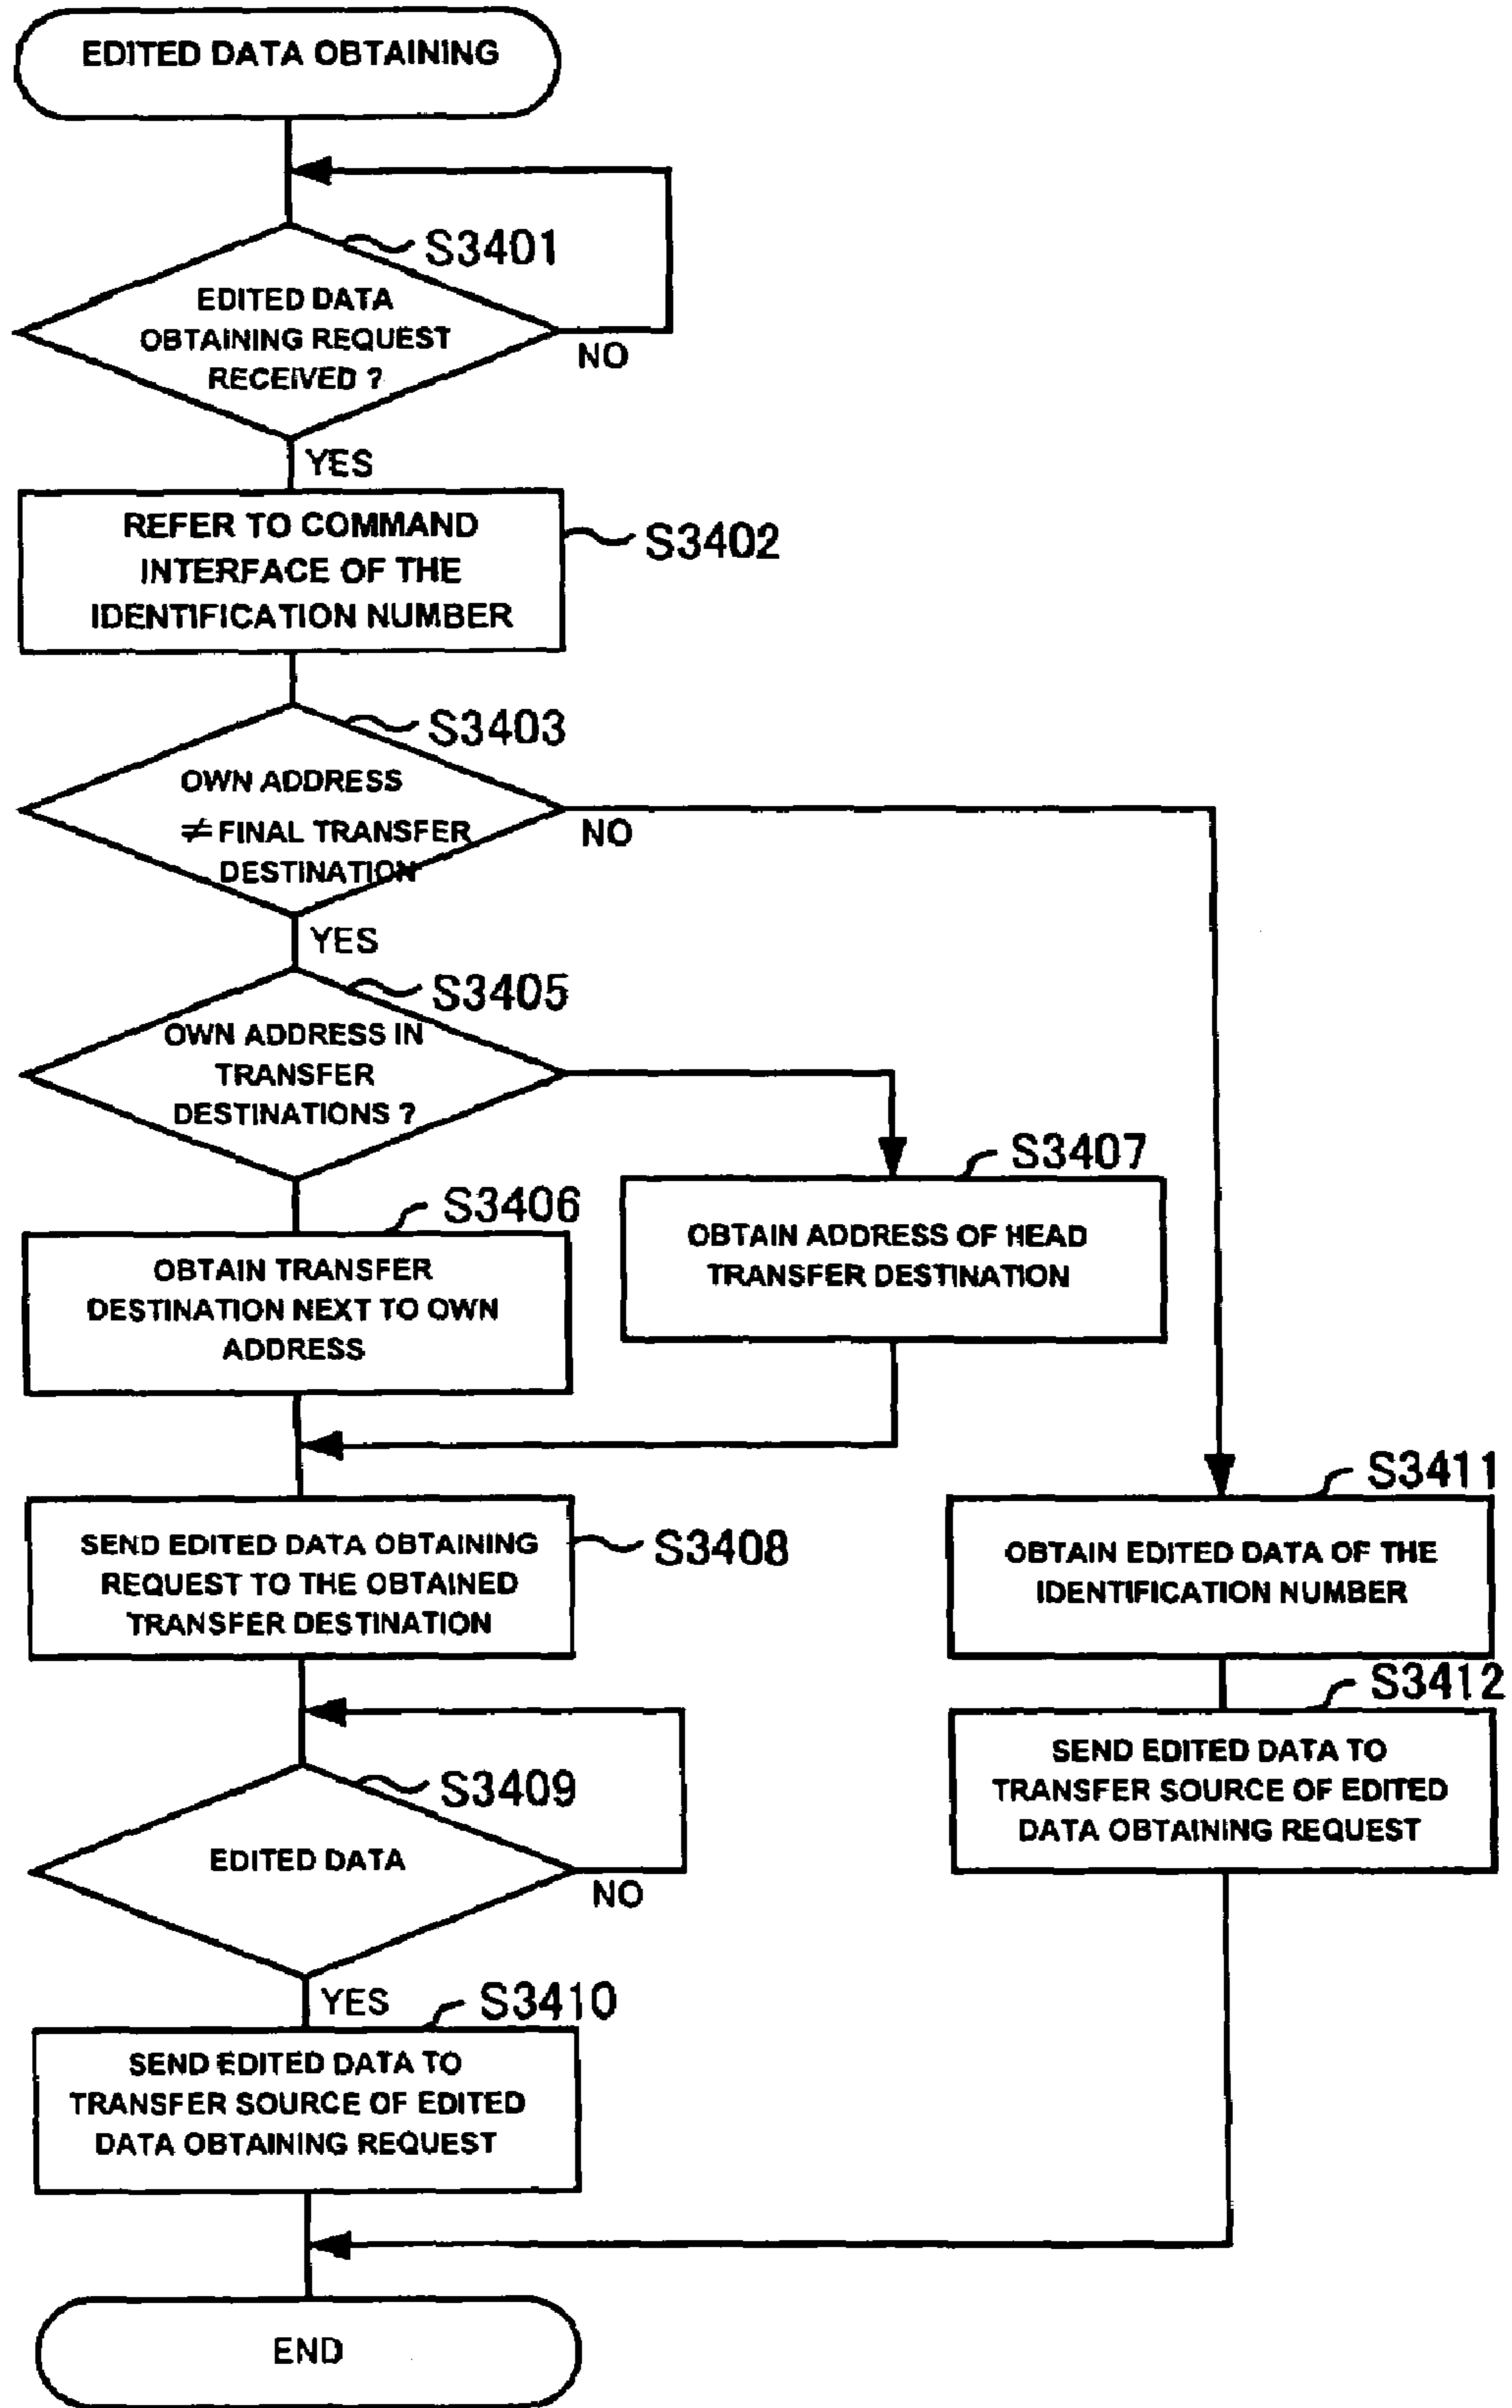 EDITED DATA OBTAINING
S3401
EDITED DATA
OBTAINING REQUEST
RECEIVED ?
NO
YES
REFER TO COMMAND
INTERFACE OF THE
IDENTIFICATION NUMBER
S3402
S3403
OWN ADDRESS
≠ FINAL TRANSFER
DESTINATION
NO
YES
S3405
OWN ADDRESS IN
TRANSFER
DESTINATIONS ?
S3407
OBTAIN ADDRESS OF HEAD
TRANSFER DESTINATION
S3406
OBTAIN TRANSFER
DESTINATION NEXT TO OWN
ADDRESS
SEND EDITED DATA OBTAINING
REQUEST TO THE OBTAINED
TRANSFER DESTINATION
S3408
S3411
OBTAIN EDITED DATA OF THE
IDENTIFICATION NUMBER
S3412
SEND EDITED DATA TO
TRANSFER SOURCE OF EDITED
DATA OBTAINING REQUEST
S3409
EDITED DATA
NO
YES
S3410
SEND EDITED DATA TO
TRANSFER SOURCE OF EDITED
DATA OBTAINING REQUEST
END